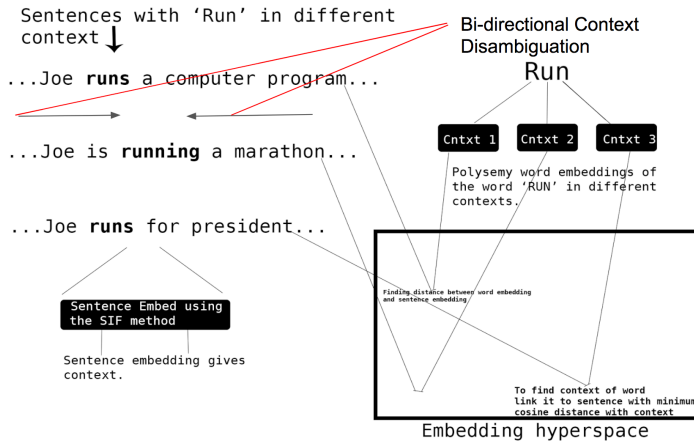 Sentences with ‘Run’ in different
context
...Joe runs a computer program...
...Joe is running a marathon...
...Joe runs for president...
Sentence Embed using
the SIF method
Sentence embedding gives
context.
Bi-directional Context
Disambiguation
Run
Cntxt 1
Cntxt 2
Cntxt 3
Polysemy word embeddings of
the word ‘RUN’ in different
contexts.
Finding distance between word embedding
and sentence embedding
To find context of word
link it to sentence with minimum
cosine distance with context
Embedding hyperspace